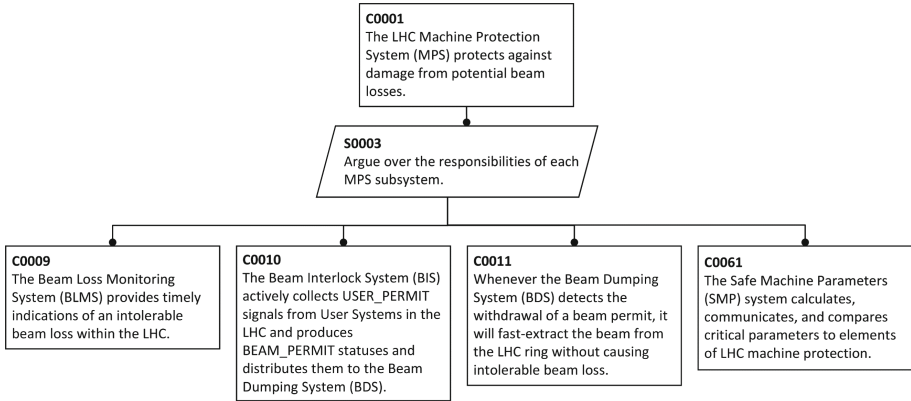 C0001
The LHC Machine Protection
System (MPS) protects against
damage from potential beam
losses.
S0003
Argue over the responsibilities of each
MPS subsystem.
C0009
The Beam Loss Monitoring
System (BLMS) provides timely
indications of an intolerable
beam loss within the LHC.
C0010
The Beam Interlock System (BIS)
actively collects USER_PERMIT
signals from User Systems in the
LHC and produces
BEAM_PERMIT statuses and
distributes them to the Beam
Dumping System (BDS).
C0011
Whenever the Beam Dumping
System (BDS) detects the
withdrawal of a beam permit, it
will fast-extract the beam from
the LHC ring without causing
intolerable beam loss.
C0061
The Safe Machine Parameters
(SMP) system calculates,
communicates, and compares
critical parameters to elements
of LHC machine protection.